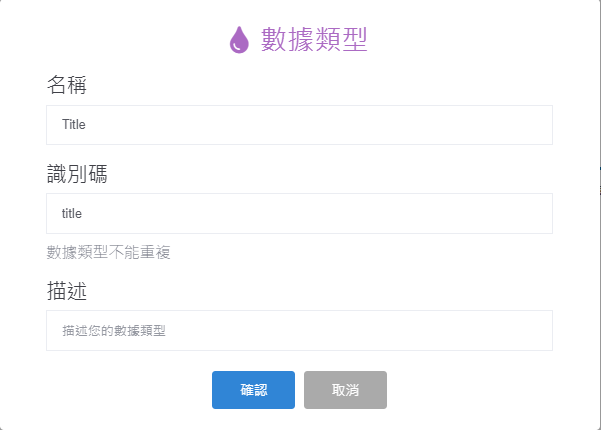 數據類型
名稱
Title
識別碼
title
數據類型不能重複
描述
描述您的數據類型
確認 取消